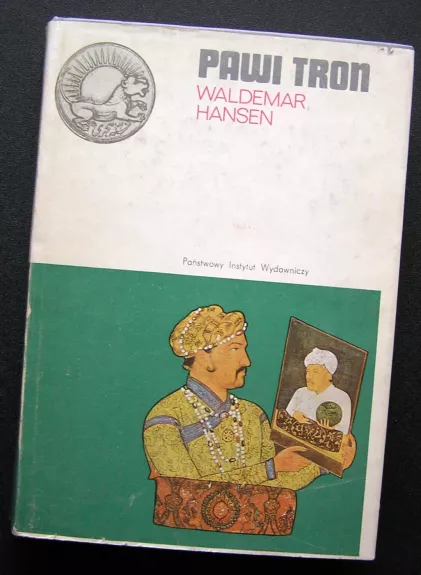 PAWI TRON
WALDEMAR
HANSEN
Państwowy Instytut Wydawniczy